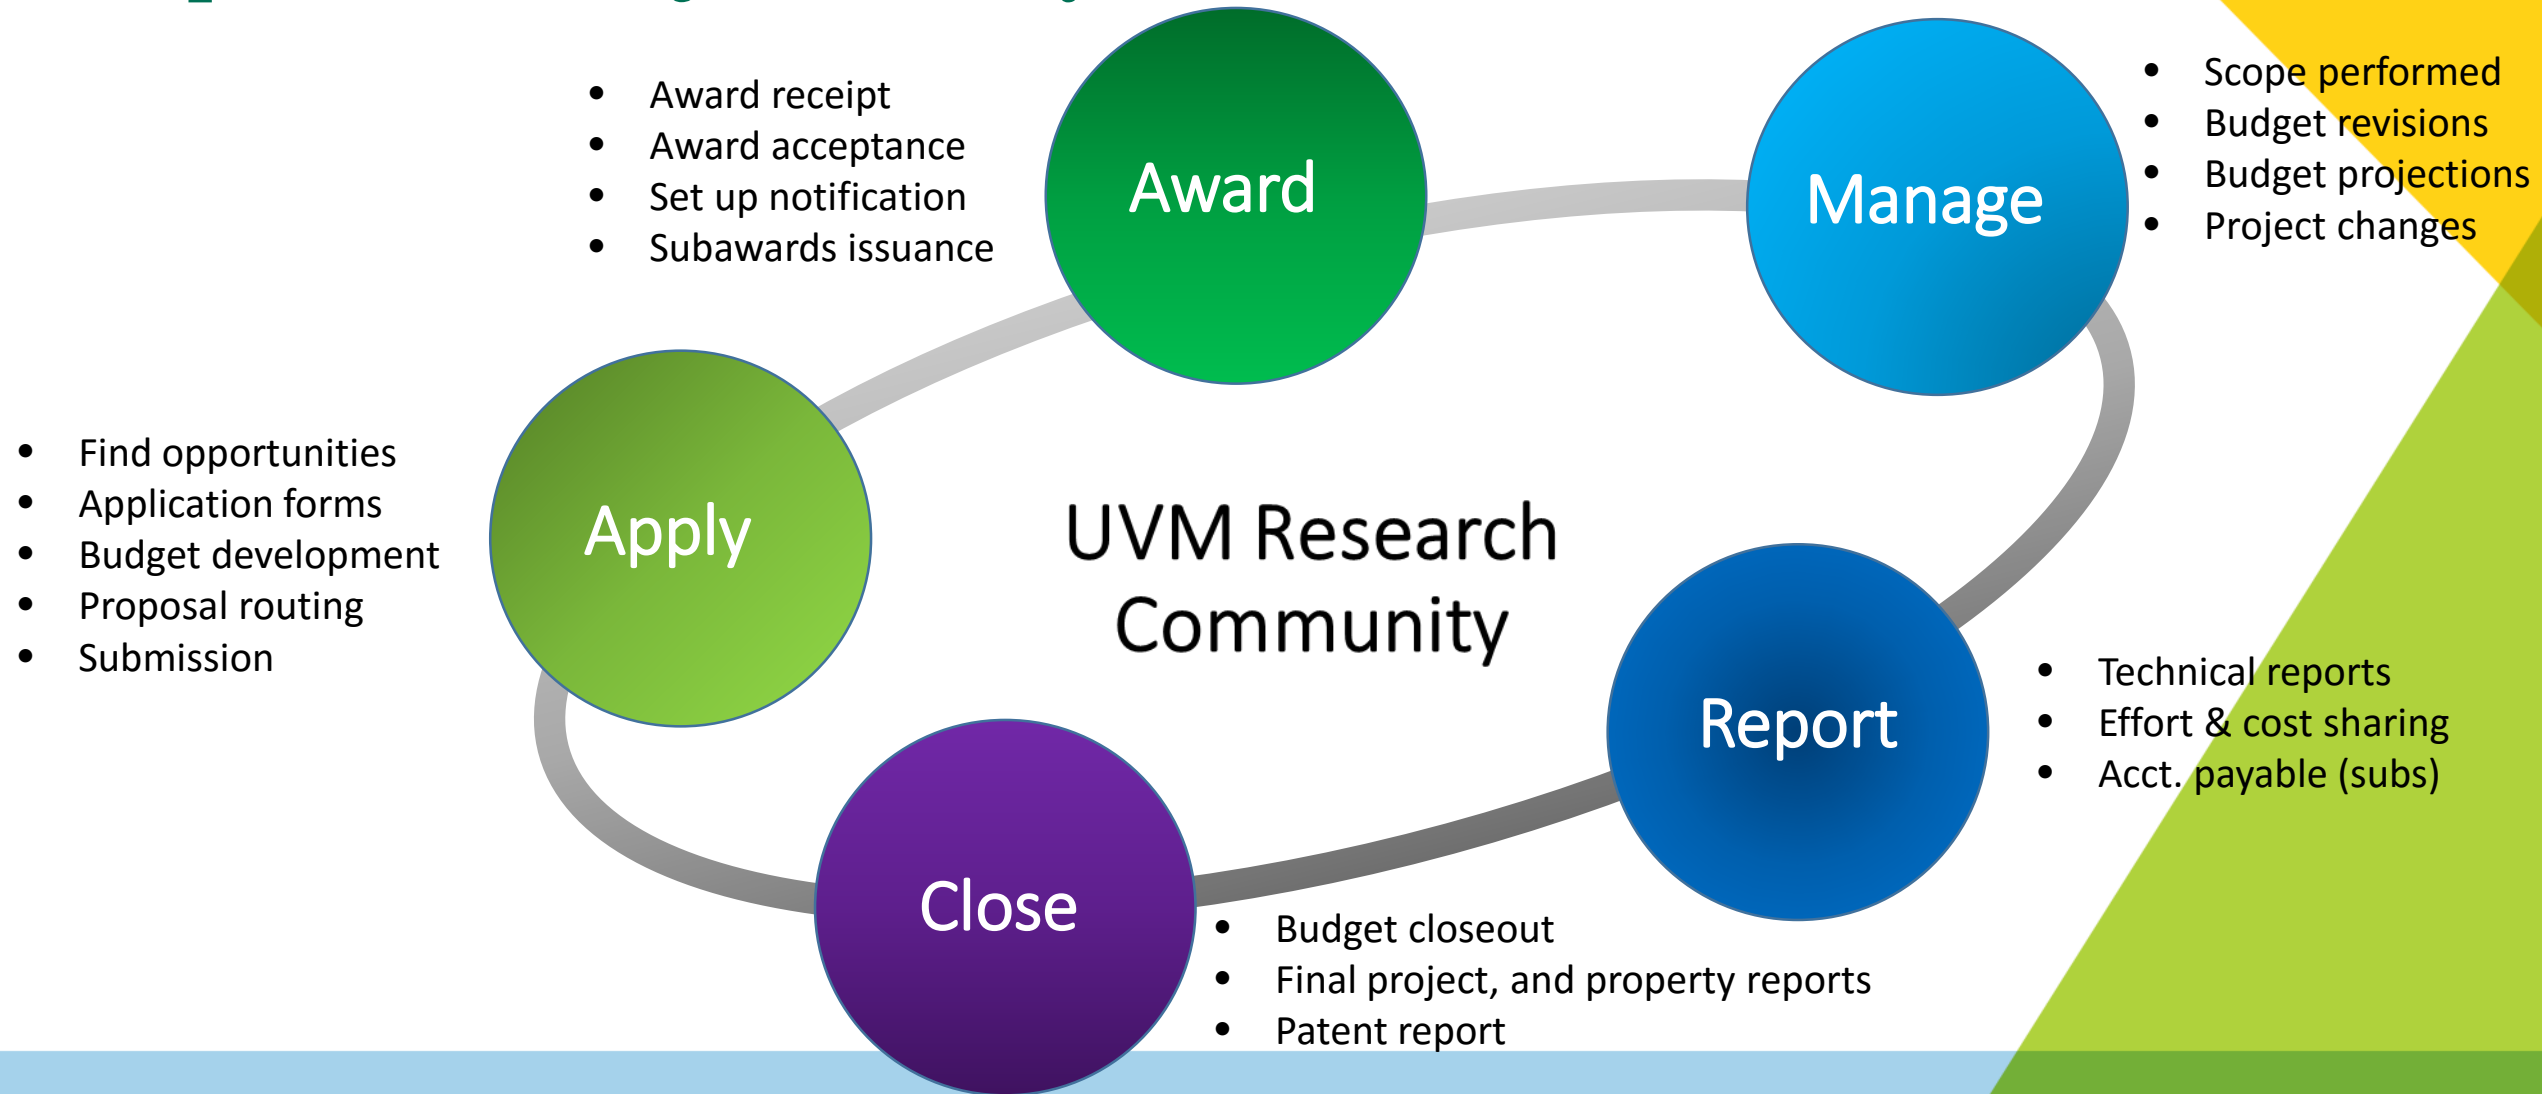 • Award receipt
• Award acceptance
• Set up notification
• Subawards issuance
Award
Manage
• Scope performed
• Budget revisions
• Budget projections
• Project changes
• Find opportunities
• Application forms
• Budget development
• Proposal routing
• Submission
Apply
UVM Research
Community
Report
• Technical reports
• Effort & cost sharing
• Acct. payable (subs)
Close
• Budget closeout
• Final project, and property reports
• Patent report